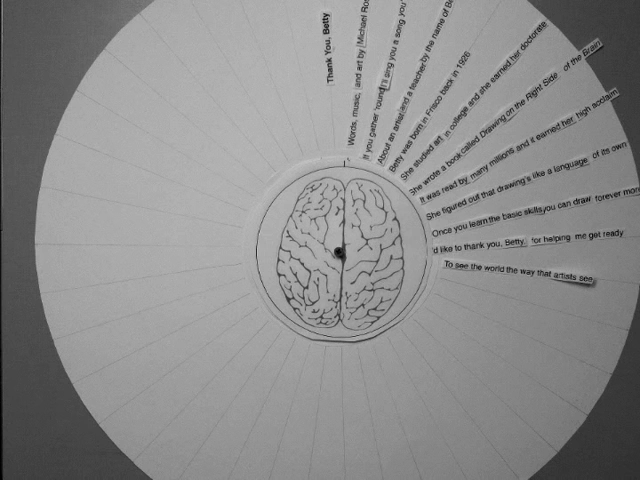 Thank You, Betty
Words, music, and art by Michael
If you gather 'round I'll sing you a song
About an artist and a teacher by the name of
Betty was born in Frisco back in 1926
She studied art in college and she earned her doctorate
She wrote a book called Drawing on the Right Side of the Brain
It was read by many millions and it earned her high acclaim
She figured out that drawing's like a language of its own
Once you learn the basic skills you can draw forever
I'd like to thank you, Betty, for helping me get ready
To see the world the way that artists see